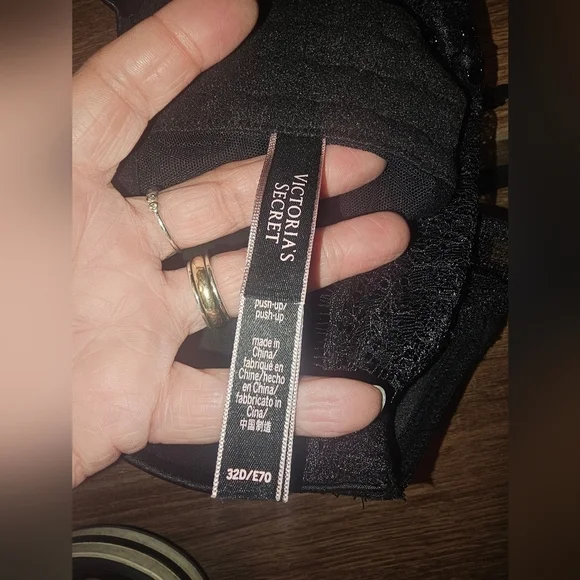 VICTORIA'S
SECRET
push-up/
push-up
made in
China/
fabriqué en
Chine/hecho
en China/
fabbricato in
Cina/
中国制造
32D/E70